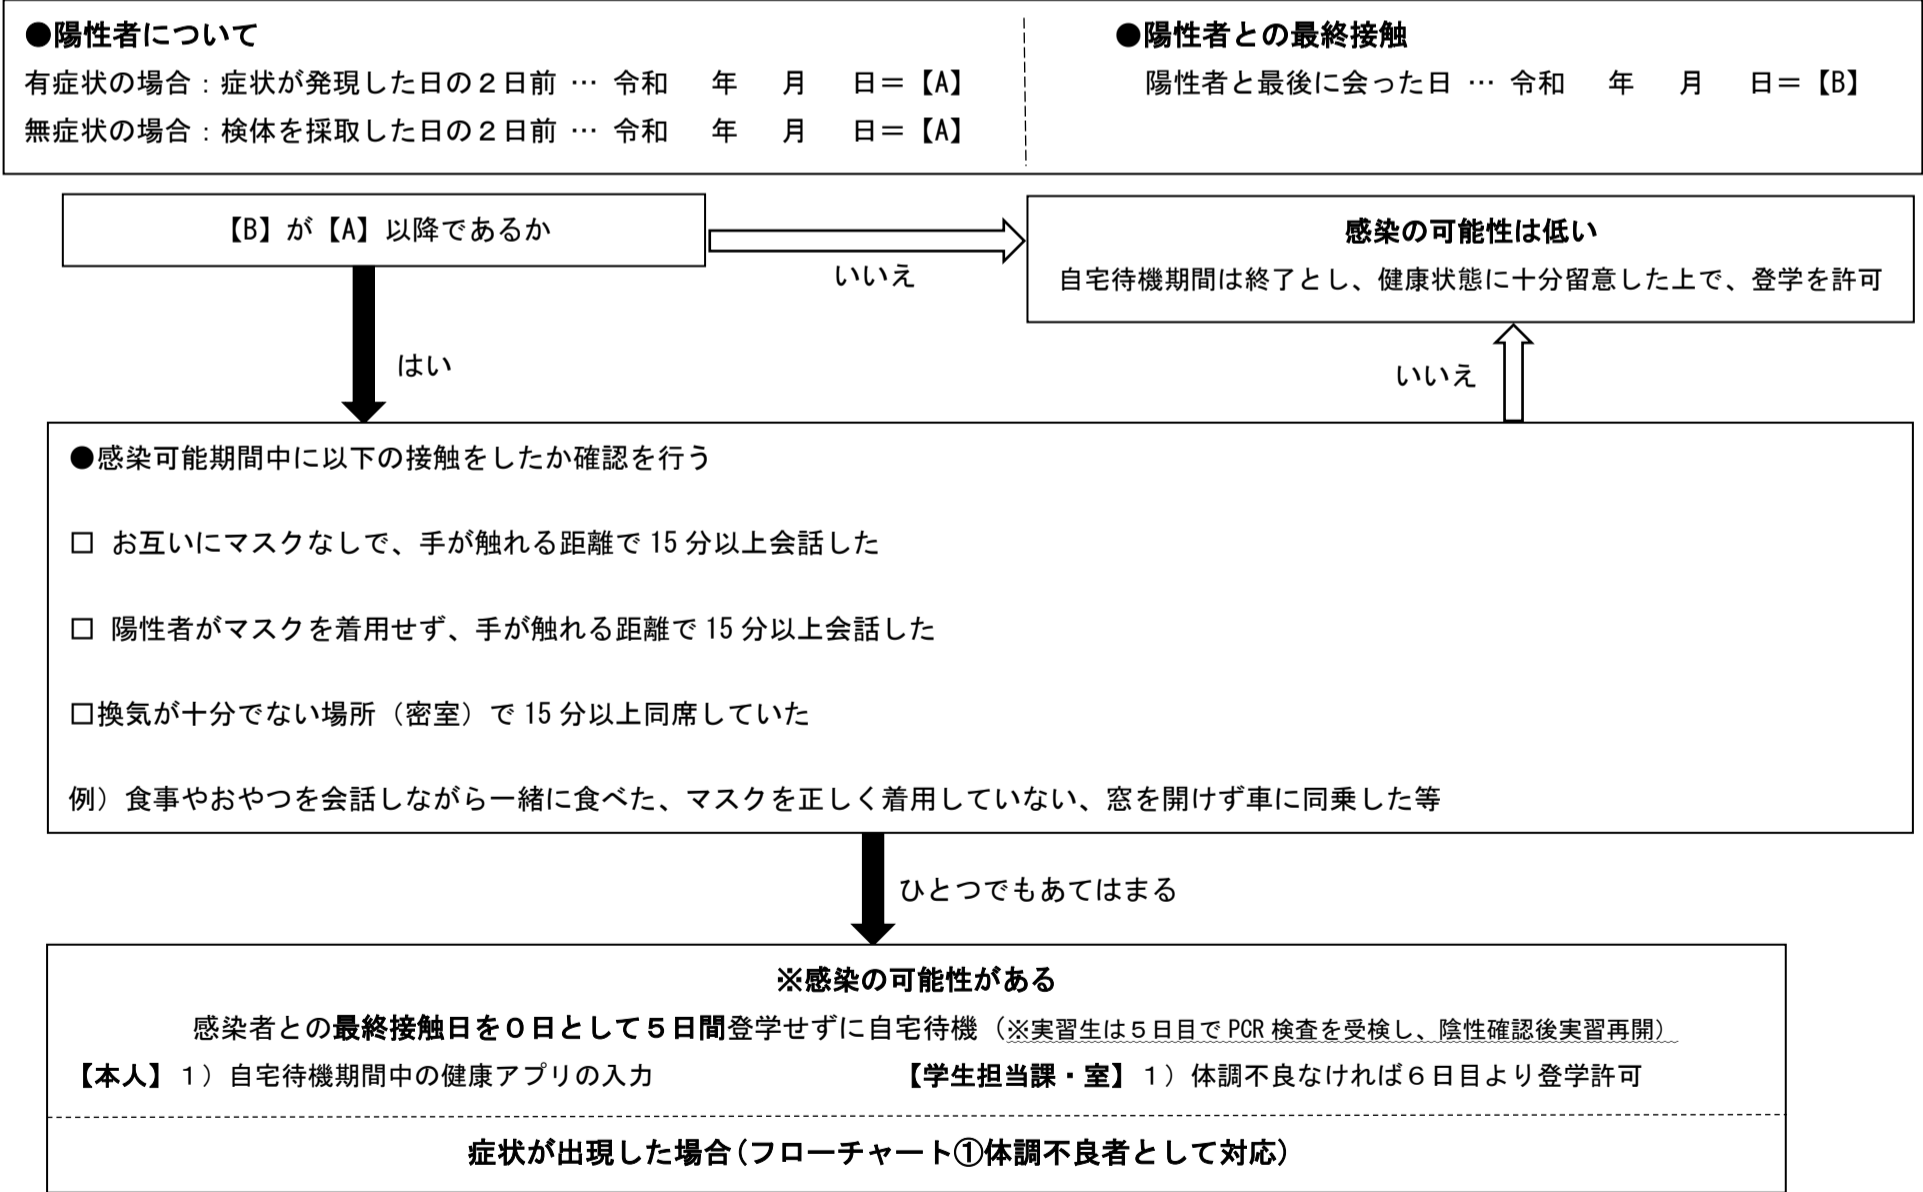 ●陽性者について
有症状の場合：症状が発現した日の２日前 … 令和　年　月　日＝【A】
無症状の場合：検体を採取した日の２日前 … 令和　年　月　日＝【A】
●陽性者との最終接触
陽性者と最後に会った日 … 令和　年　月　日＝【B】
【B】が【A】以降であるか
いいえ
感染の可能性は低い
自宅待機期間は終了とし、健康状態に十分留意した上で、登学を許可
はい
いいえ
●感染可能期間中に以下の接触をしたか確認を行う
□ お互いにマスクなしで、手が触れる距離で 15 分以上会話した
□ 陽性者がマスクを着用せず、手が触れる距離で 15 分以上会話した
□換気が十分でない場所（密室）で 15 分以上同席していた
例）食事やおやつを会話しながら一緒に食べた、マスクを正しく着用していない、窓を開けず車に同乗した等
ひとつでもあてはまる
※感染の可能性がある
感染者との最終接触日を０日として５日間登学せずに自宅待機（※実習生は５日目で PCR 検査を受検し、陰性確認後実習再開）
【本人】１）自宅待機期間中の健康アプリの入力
【学生担当課・室】１）体調不良なければ６日目より登学許可
症状が出現した場合（フローチャート①体調不良者として対応）